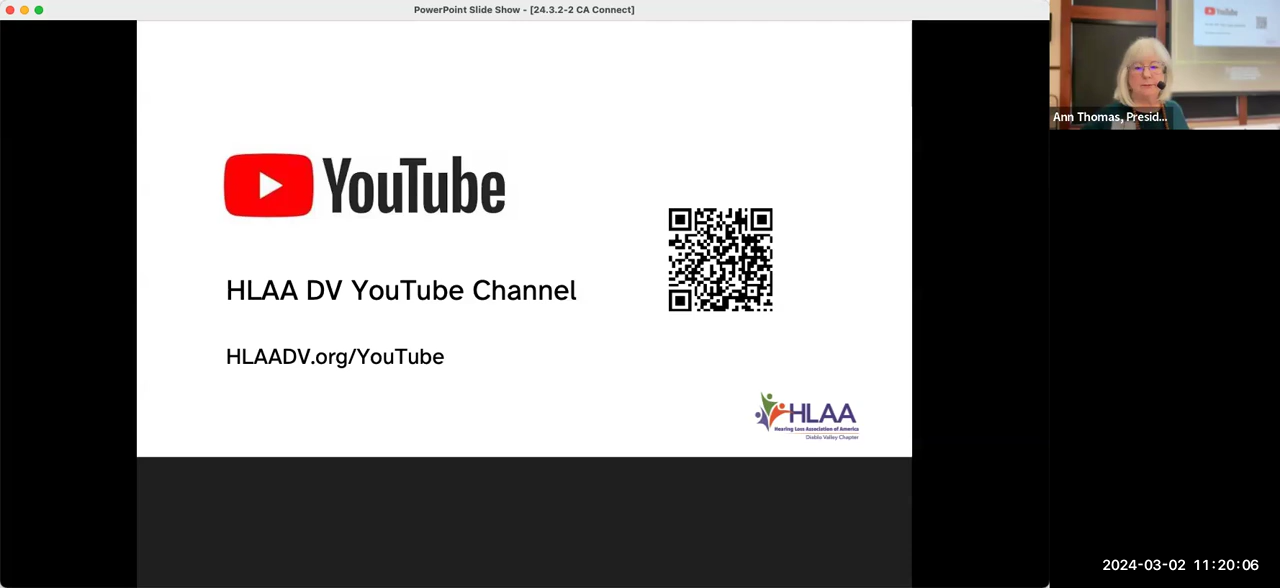 PowerPoint Slide Show - [24.3.2-2 CA Connect]
YouTube
Ann Thomas, Presid...
YouTube
HLAA DV YouTube Channel
HLAADV.org/YouTube
HLAA
Hearing Loss Association of America
Diablo Valley Chapter
2024-03-02 11:20:06